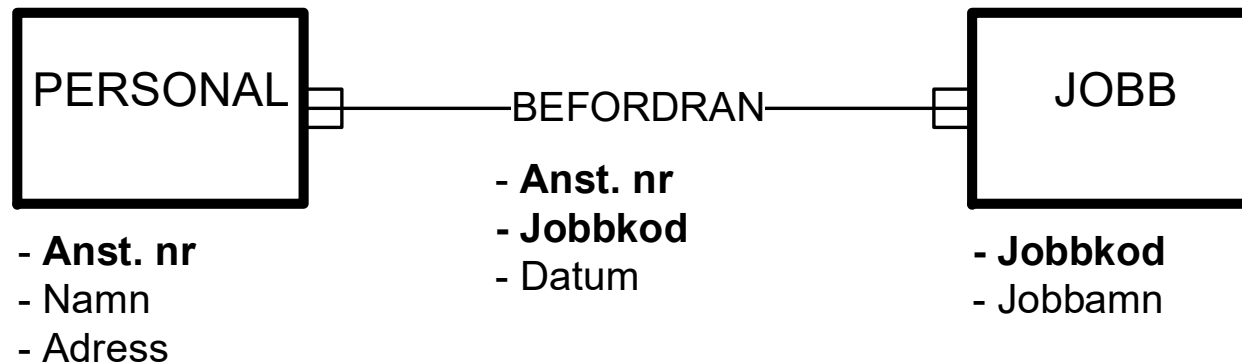 PERSONAL
BEFORDRAN
JOBB
- Anst. nr
- Namn
- Adress
- Anst. nr
- Jobbkod
- Datum
- Jobbkod
- Jobbamn